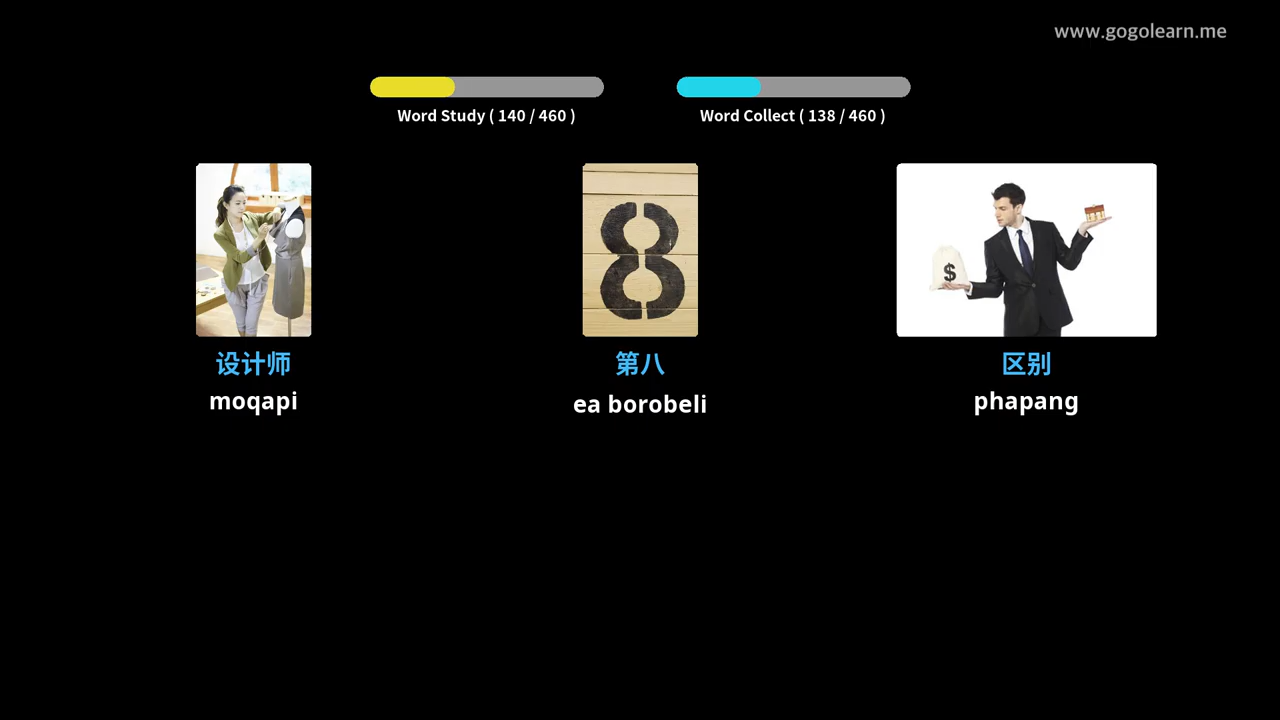 www.gogolearn.me
Word Study ( 140 / 460 )
Word Collect ( 138 / 460 )
$
8
设计师
第八
区别
moqapi
ea borobeli
phapang